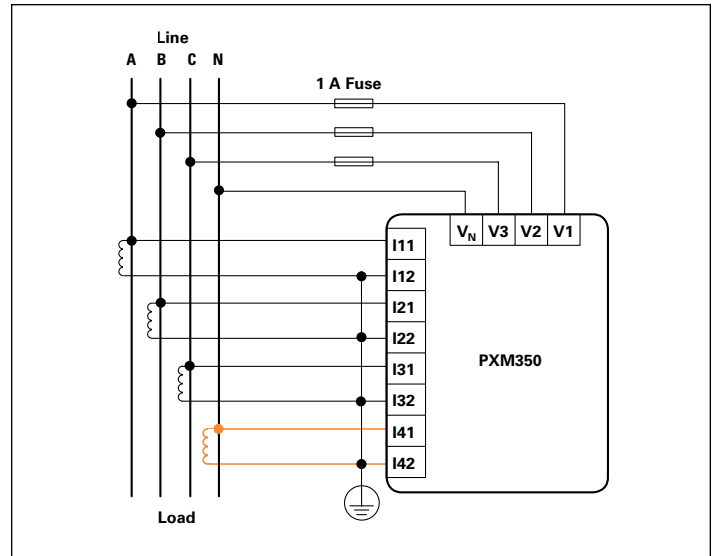 Line
A B C N
1 A Fuse
VN V3 V2 V1
I11
I12
I21
I22
I31
PXM350
I32
I41
I42
Load